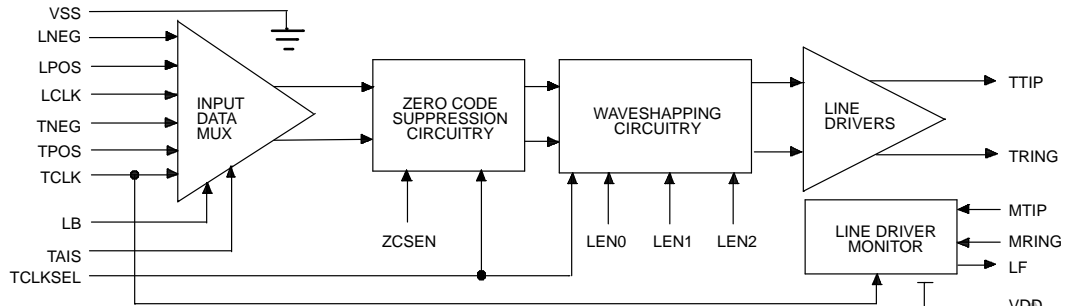 VSS
LNEG
LPOS
LCLK
TNEG
TPOS
TCLK
LB
TAIS
TCLKSEL
INPUT
DATA
MUX
ZERO CODE
SUPPRESSION
CIRCUITRY
ZCSEN
WAVESHAPPING
CIRCUITRY
LEN0
LEN1
LEN2
LINE
DRIVERS
TTIP
TRING
LINE DRIVER
MONITOR
MTIP
MRING
LF
VDD